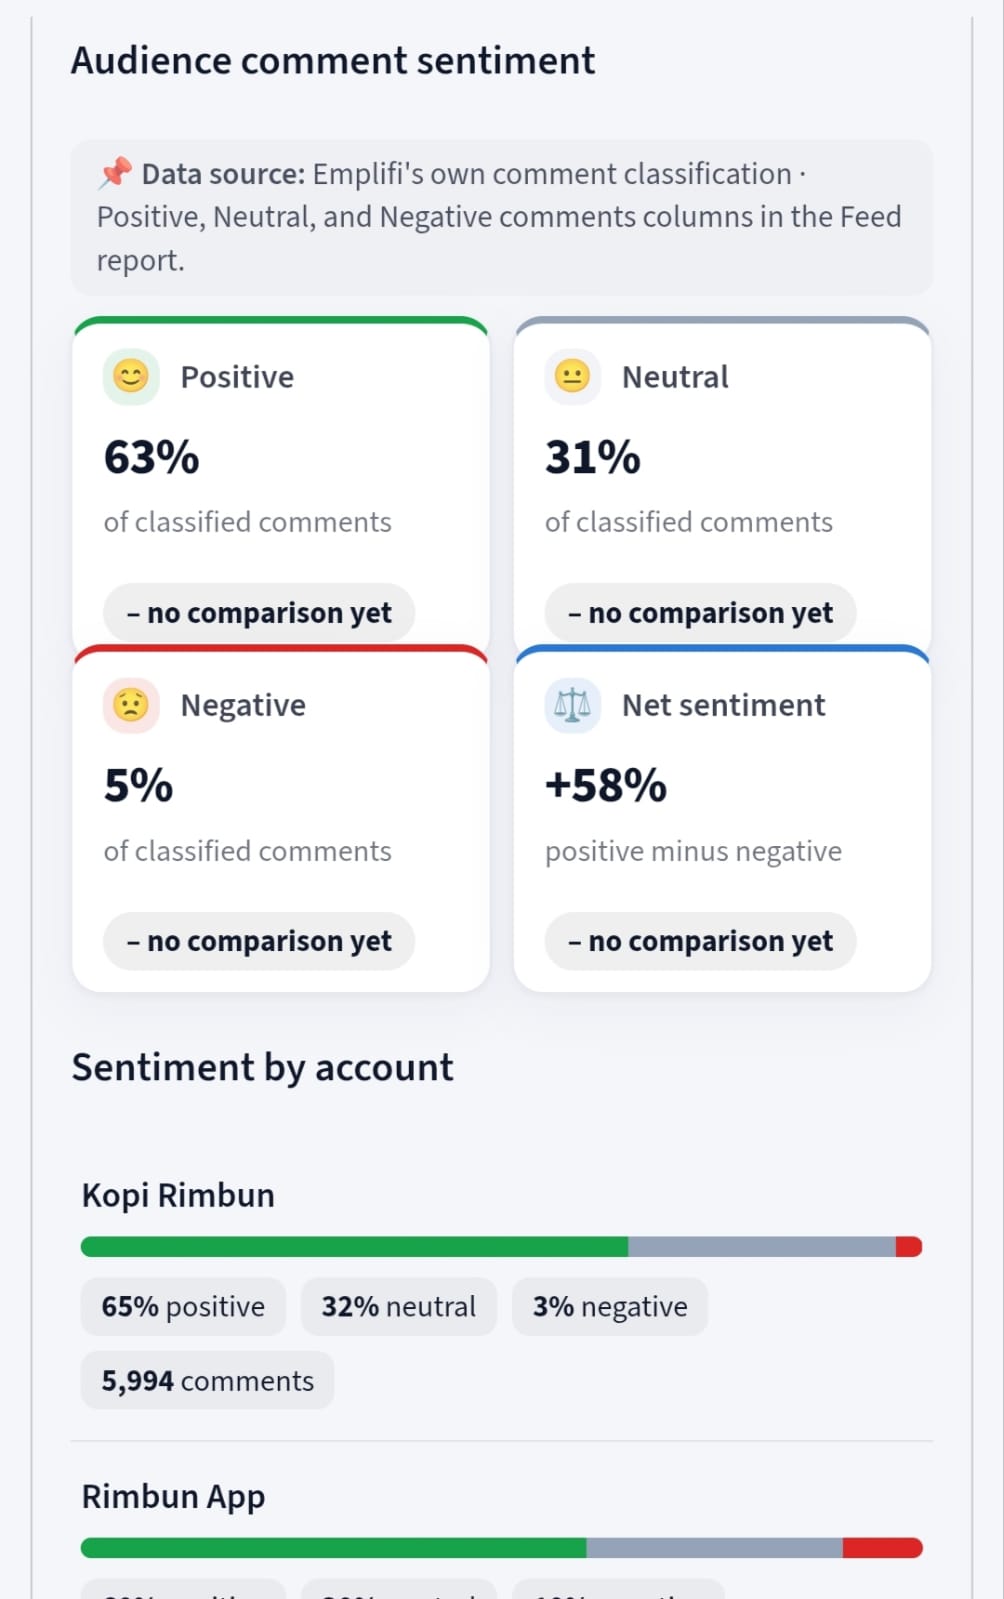 Audience comment sentiment
📌 Data source: Emplifi's own comment classification ·
Positive, Neutral, and Negative comments columns in the Feed
report.
😊 Positive
63%
of classified comments
– no comparison yet
😐 Neutral
31%
of classified comments
– no comparison yet
😟 Negative
5%
of classified comments
– no comparison yet
⚖️ Net sentiment
+58%
positive minus negative
– no comparison yet
Sentiment by account
Kopi Rimbun
65% positive
32% neutral
3% negative
5,994 comments
Rimbun App